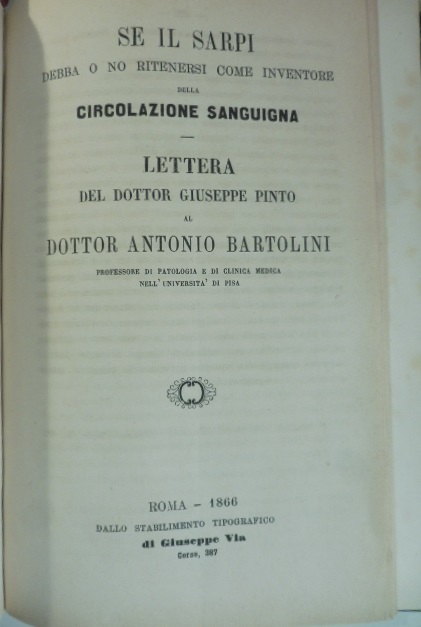 SE IL SARPI
DEBBA O NO RITENERSI COME INVENTORE
DELLA
CIRCOLAZIONE SANGUIGNA
LETTERA
DEL DOTTOR GIUSEPPE PINTO
AL
DOTTOR ANTONIO BARTOLINI
PROFESSORE DI PATOLOGIA E DI CLINICA MEDICA
NELL' UNIVERSITA' DI PISA
ROMA – 1866
DALLO STABILIMENTO TIPOGRAFICO
di Giuseppe Via
Corso, 387